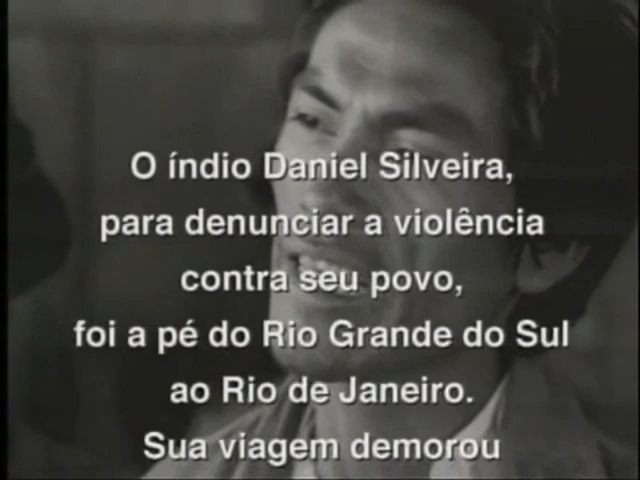 O índio Daniel Silveira,
para denunciar a violência
contra seu povo,
foi a pé do Rio Grande do Sul
ao Rio de Janeiro.
Sua viagem demorou